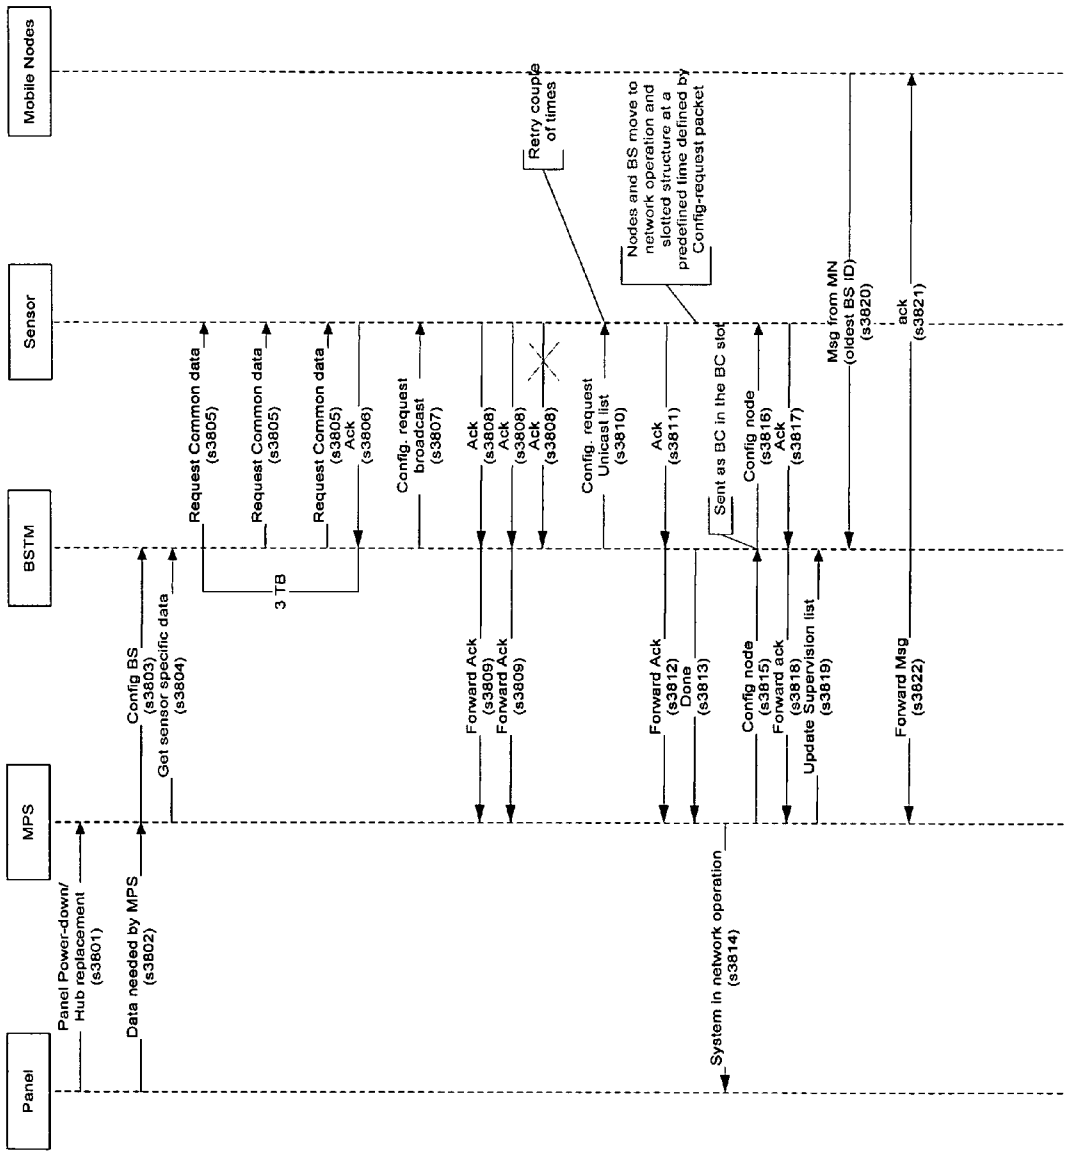 Panel
MPS
BSTM
Sensor
Mobile Nodes
Panel Power-down/
Hub replacement
(s3801)
Data needed by MPS
(s3802)
Config BS
(s3803)
Get sensor specific data
(s3804)
Request Common data
(s3805)
Request Common data
(s3805)
Request Common data
(s3805)
3 TB
Ack
(s3806)
Config. request
broadcast
(s3807)
Ack
(s3808)
Ack
(s3808)
Ack
(s3808)
Forward Ack
(s3809)
Forward Ack
(s3809)
Retry couple
of times
Config. request
Unicast list
(s3810)
Ack
(s3811)
Forward Ack
(s3812)
Done
(s3813)
Nodes and BS move to
network operation and
slotted structure at a
predefined time defined by
Config-request packet
System in network operation
(s3814)
Sent as BC in the BC slot
Config node
(s3815)
Config node
(s3816)
Ack
(s3817)
Forward ack
(s3818)
Update Supervision list
(s3819)
Msg from MN
(oldest BS ID)
(s3820)
ack
(s3821)
Forward Msg
(s3822)